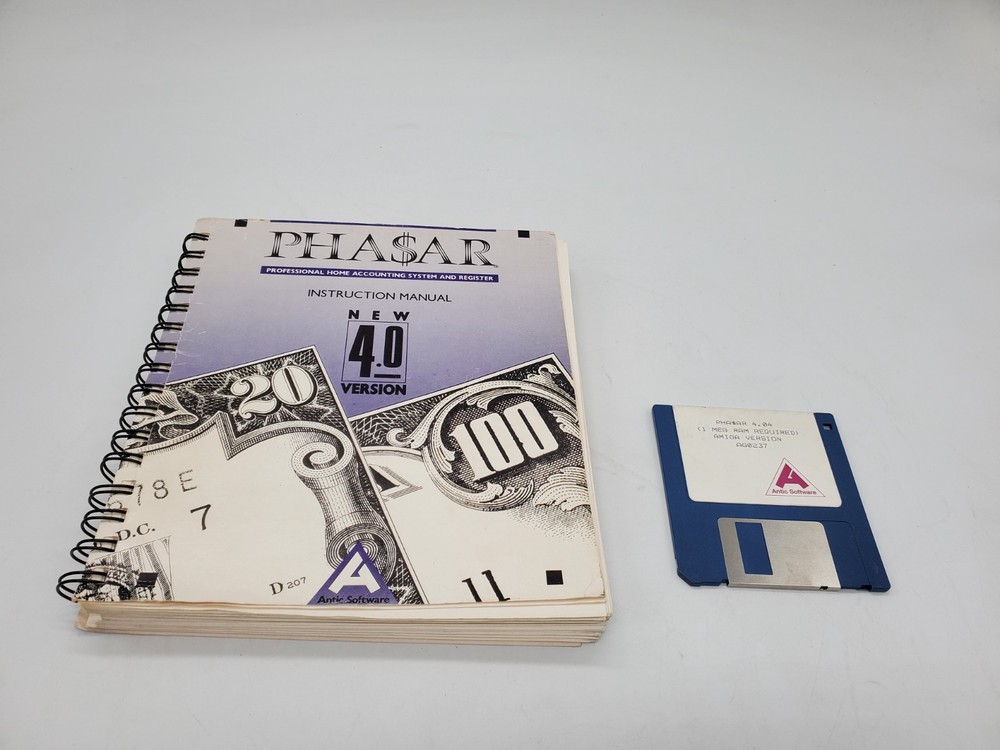 PHA$AR
PROFESSIONAL HOME ACCOUNTING SYSTEM AND REGISTER
INSTRUCTION MANUAL
NEW
4.0
VERSION
20
100
78E
D.C.
7
D 207
11
Antic Software
PHA$AR 4.04
(1 MEG RAM REQUIRED)
AMIGA VERSION
AG0237
Antic Software